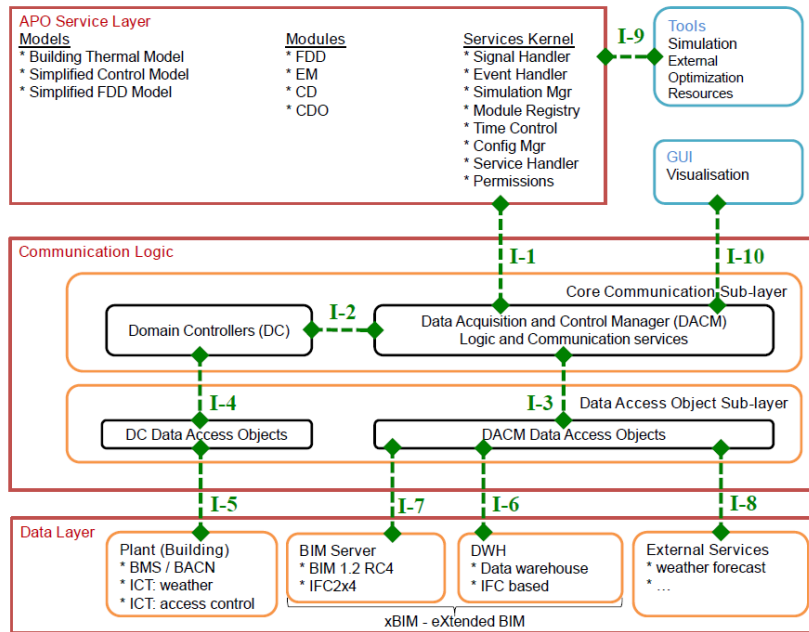 APO Service Layer
Models
* Building Thermal Model
* Simplified Control Model
* Simplified FDD Model
Modules
* FDD
* EM
* CD
* CDO
Services Kernel
* Signal Handler
* Event Handler
* Simulation Mgr
* Module Registry
* Time Control
* Config Mgr
* Service Handler
* Permissions
I-9
Tools
Simulation
External
Optimization
Resources
GUI
Visualisation
I-1
I-10
Communication Logic
Core Communication Sub-layer
Domain Controllers (DC)
I-2
Data Acquisition and Control Manager (DACM)
Logic and Communication services
I-4
I-3
Data Access Object Sub-layer
DC Data Access Objects
DACM Data Access Objects
I-5
I-7
I-6
I-8
Data Layer
Plant (Building)
* BMS / BACN
* ICT: weather
* ICT: access control
BIM Server
* BIM 1.2 RC4
* IFC2x4
DWH
* Data warehouse
* IFC based
External Services
* weather forecast
* ...
xBIM - eXtended BIM